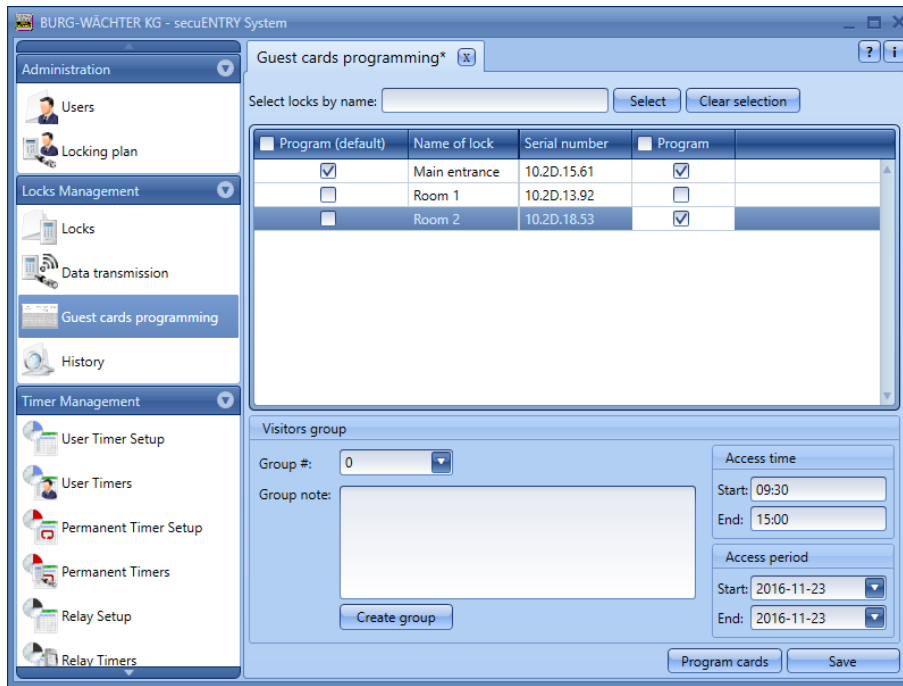 BURG-WÄCHTER KG - secuENTRY System
Administration
Users
Locking plan
Locks Management
Locks
Data transmission
Guest cards programming
History
Timer Management
User Timer Setup
User Timers
Permanent Timer Setup
Permanent Timers
Relay Setup
Relay Timers
Guest cards programming* x
? i
Select locks by name: Select Clear selection
Program (default) Name of lock Serial number Program
Main entrance 10.2D.15.61
Room 1 10.2D.13.92
Room 2 10.2D.18.53
Visitors group
Group #: 0
Group note:
Create group
Access time
Start: 09:30
End: 15:00
Access period
Start: 2016-11-23
End: 2016-11-23
Program cards Save